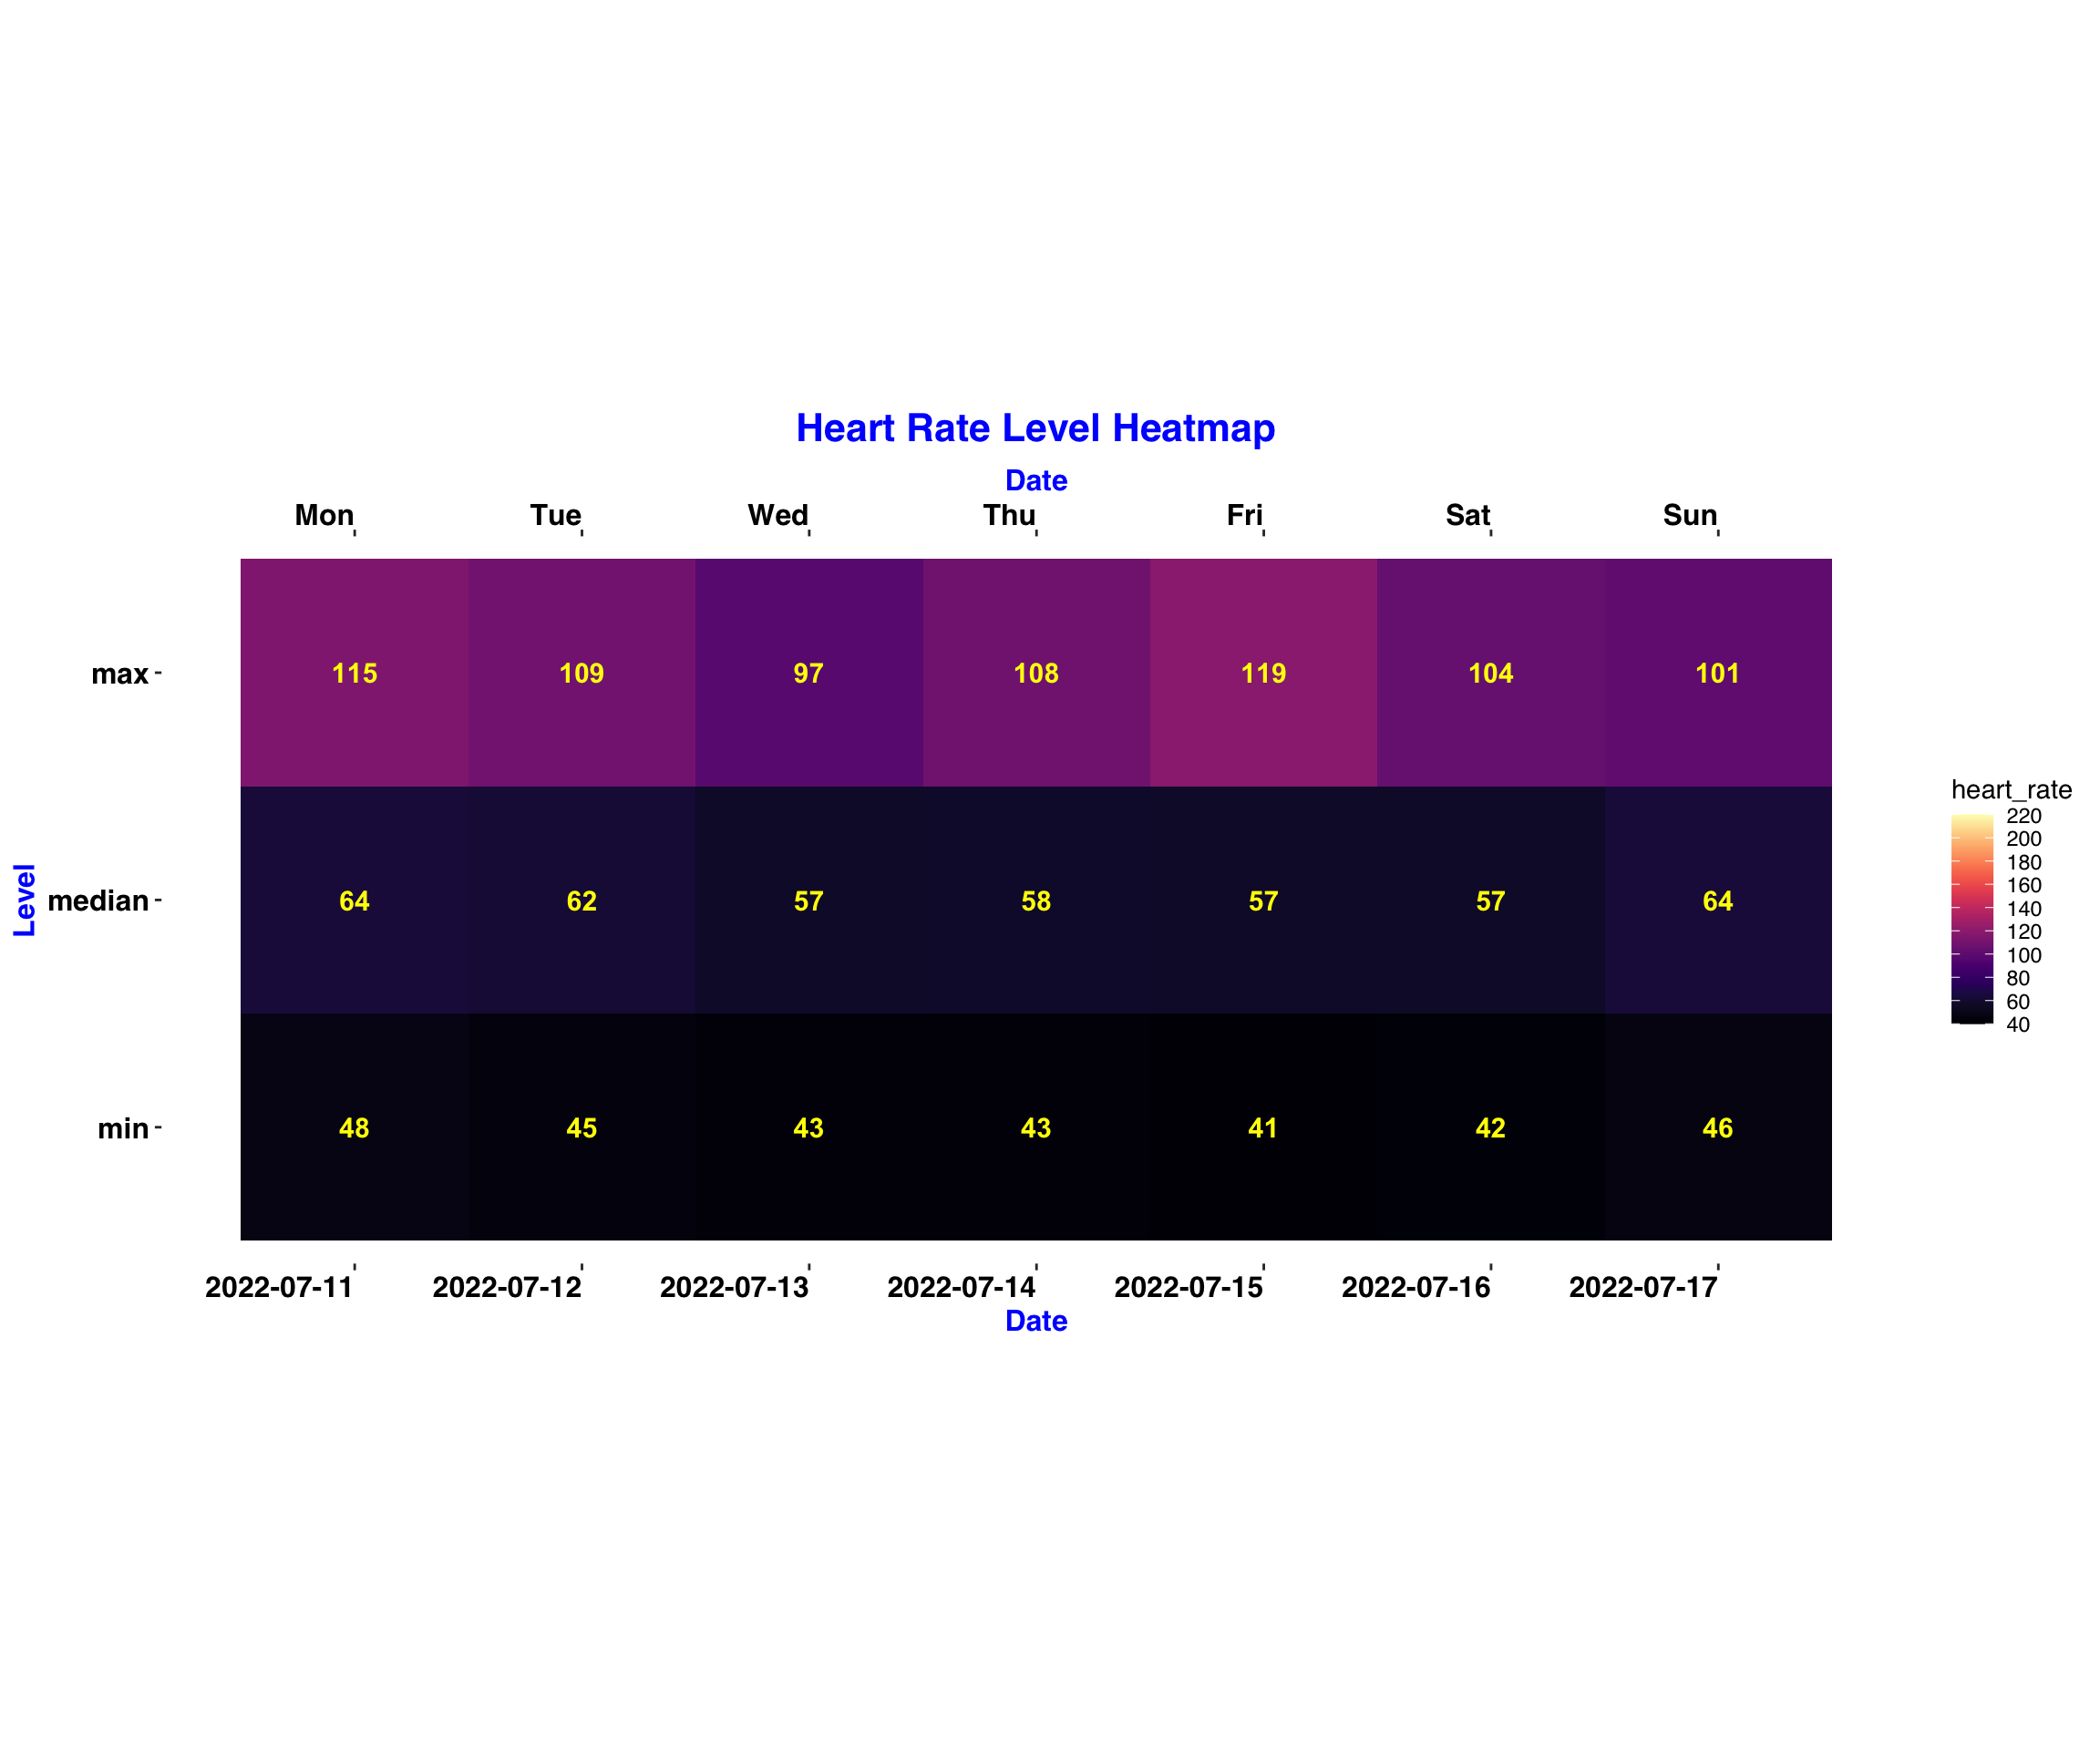 Heart Rate Level Heatmap
Date
Mon Tue Wed Thu Fri Sat Sun
max 115 109 97 108 119 104 101
Level
median 64 62 57 58 57 57 64
min 48 45 43 43 41 42 46
2022-07-11 2022-07-12 2022-07-13 2022-07-14 2022-07-15 2022-07-16 2022-07-17
Date
heart_rate
220
200
180
160
140
120
100
80
60
40